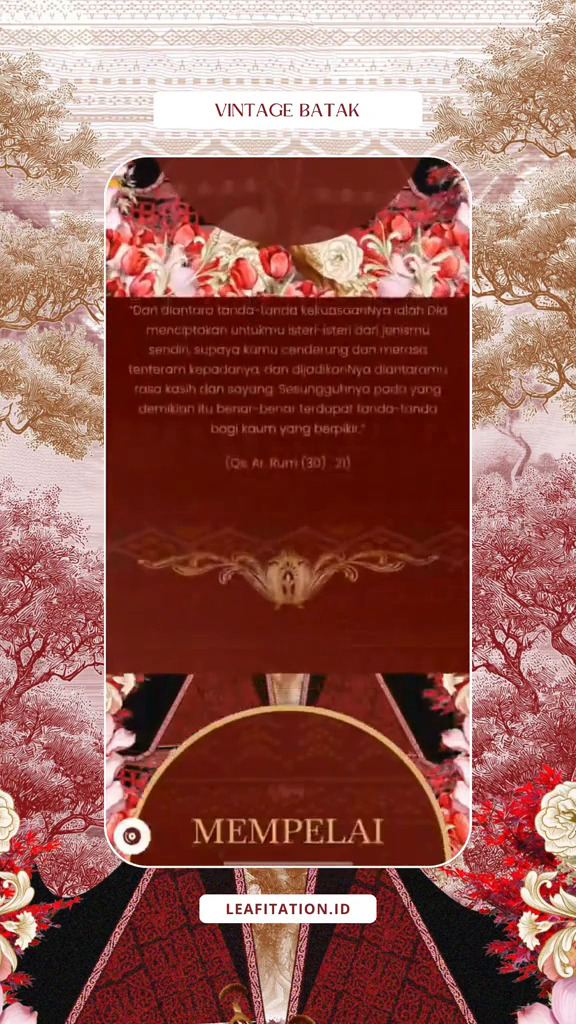 VINTAGE BATAK
"Dan diantara tanda-tanda kekuasaanNya ialah Dia
menciptakan untukmu isteri-isteri dari jenismu
sendiri, supaya kamu cenderung dan merasa
tenteram kepadanya, dan dijadikanNya diantaramu
rasa kasih dan sayang. Sesungguhnya pada yang
demikian itu benar-benar terdapat tanda-tanda
bagi kaum yang berpikir."
(Qs. Ar. Rum (30) : 21)
MEMPELAI
LEAFITATION.ID